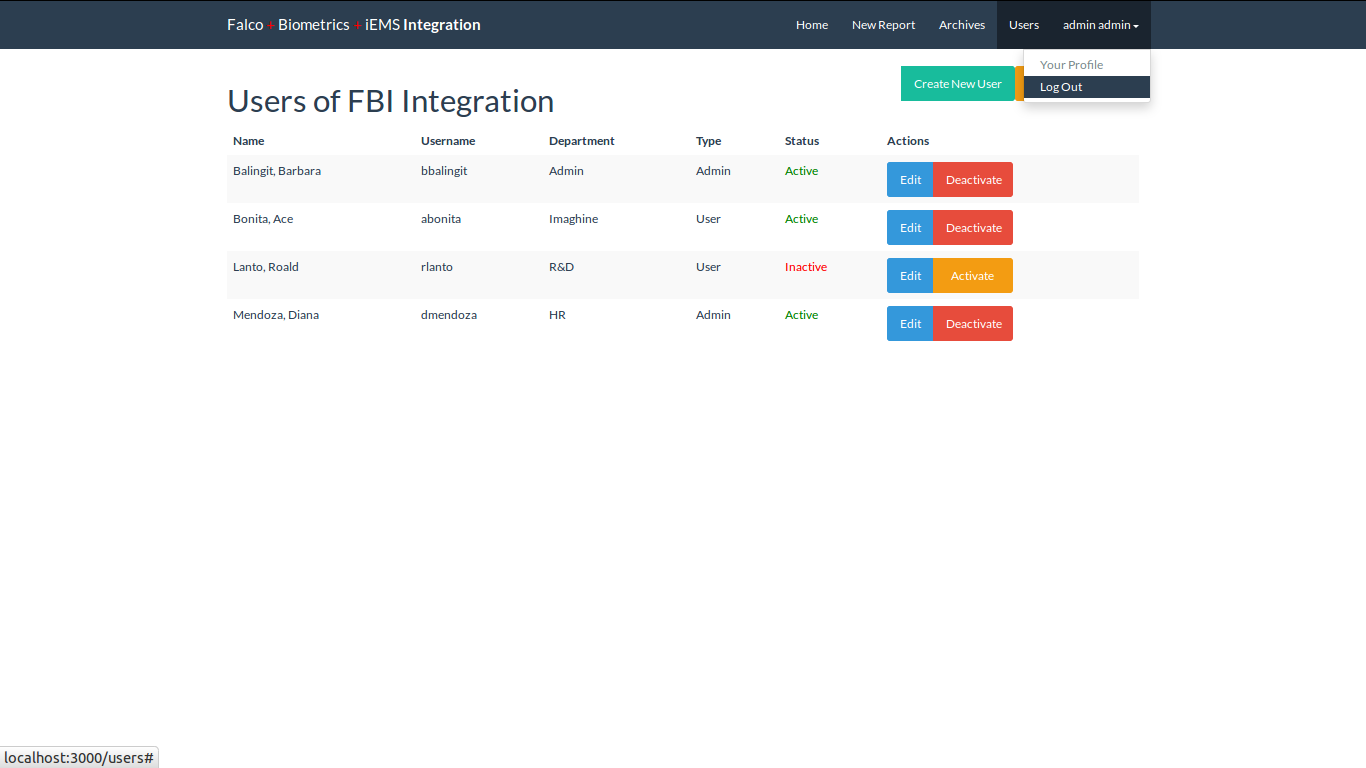 Falco + Biometrics + iEMS Integration Home New Report Archives Users admin admin
Your Profile
Log Out
Create New User
Users of FBI Integration
Name Username Department Type Status Actions
Balingit, Barbara bbalingit Admin Admin Active Edit Deactivate
Bonita, Ace abonita Imaghine User Active Edit Deactivate
Lanto, Roald rlanto R&D User Inactive Edit Activate
Mendoza, Diana dmendoza HR Admin Active Edit Deactivate
localhost:3000/users#